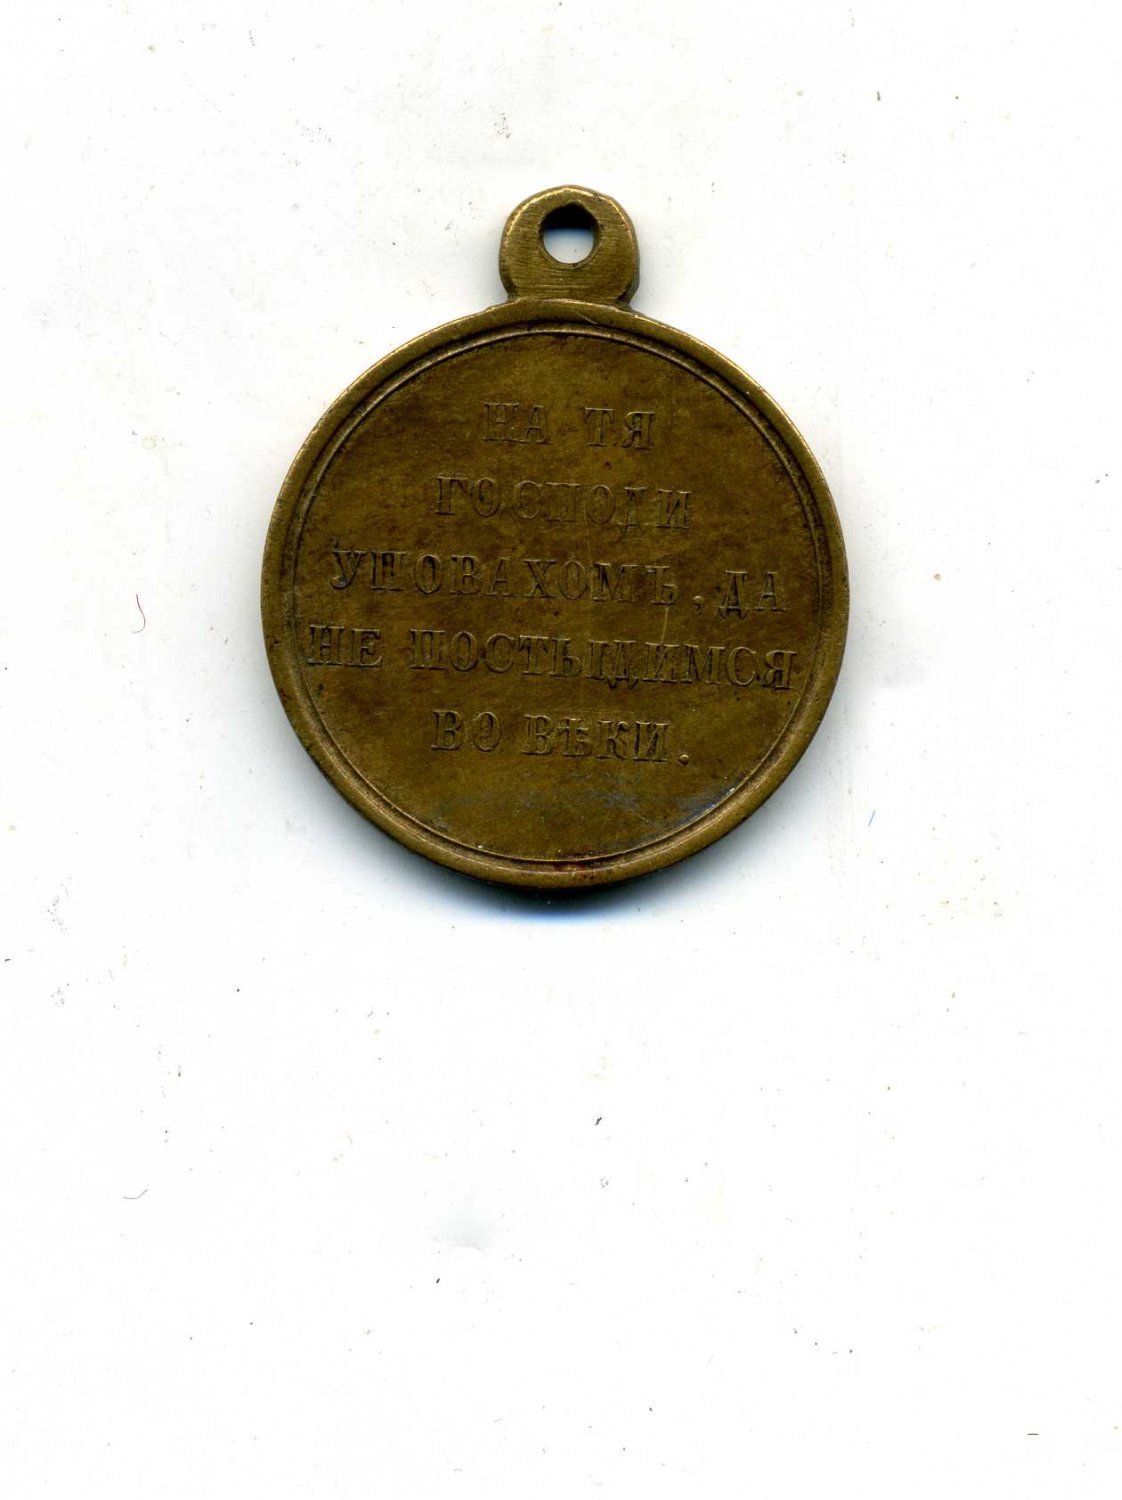 НА ТЯ
ГОСПОДИ
УПОВАХОМЪ, ДА
НЕ ПОСТЫДИМСЯ
ВО ВѢКИ.